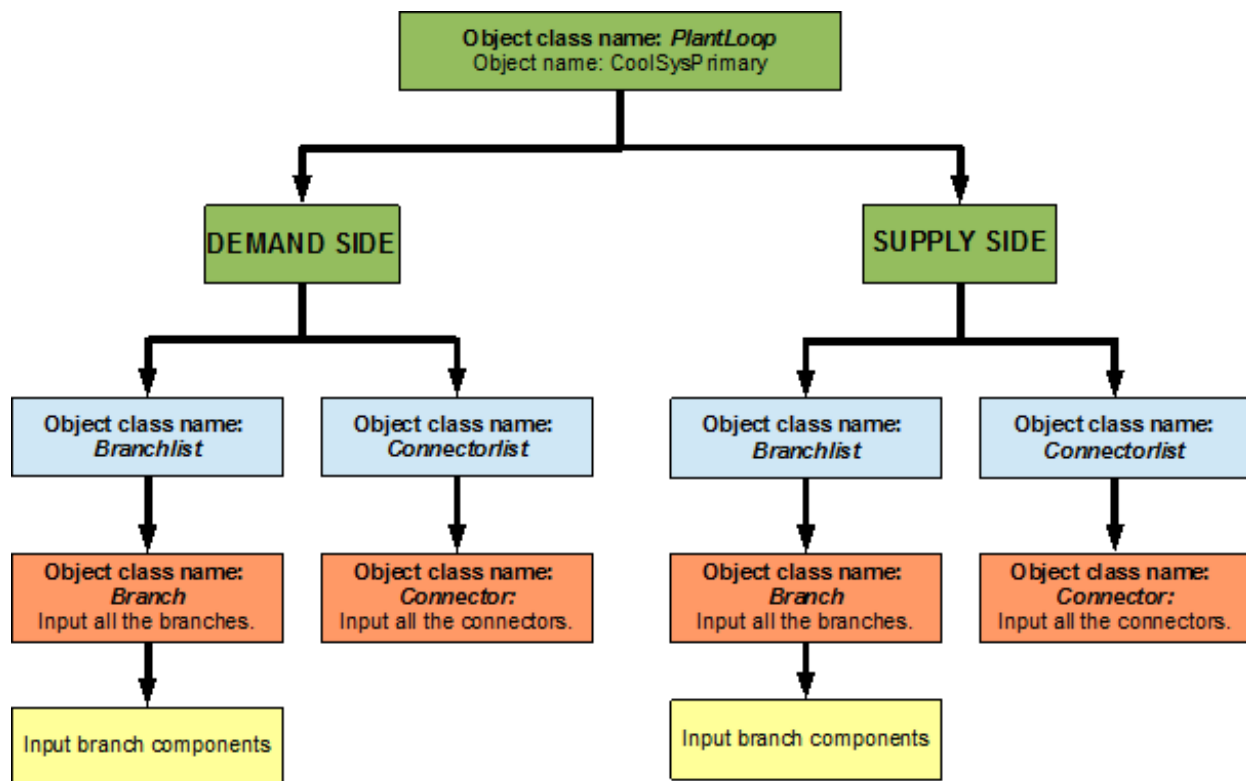 Object class name: PlantLoop
Object name: CoolSysPrimary
DEMAND SIDE
SUPPLY SIDE
Object class name:
Branchlist
Object class name:
Connectorlist
Object class name:
Branchlist
Object class name:
Connectorlist
Object class name:
Branch
Input all the branches.
Object class name:
Connector:
Input all the connectors.
Object class name:
Branch
Input all the branches.
Object class name:
Connector:
Input all the connectors.
Input branch components
Input branch components